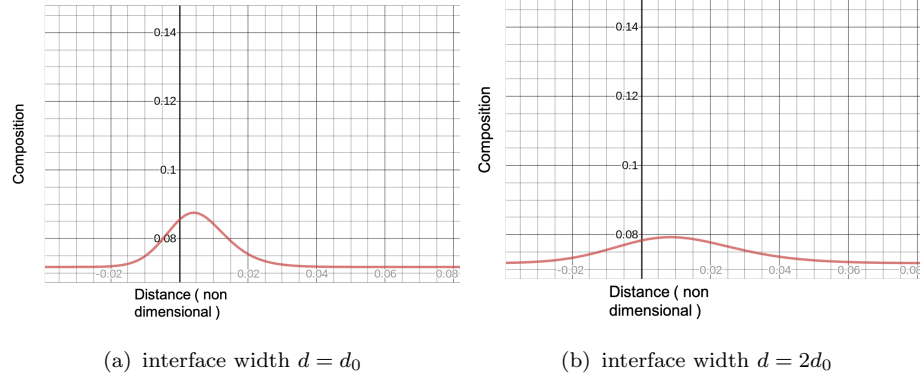 Composition
0.14
0.12
0.1
0.08
-0.02
0.02
0.04
0.06
0.08
Distance ( non
dimensional )
(a) interface width d = d₀
Composition
0.14
0.12
0.1
0.08
-0.02
0.02
0.04
0.06
0.08
Distance ( non
dimensional )
(b) interface width d = 2d₀